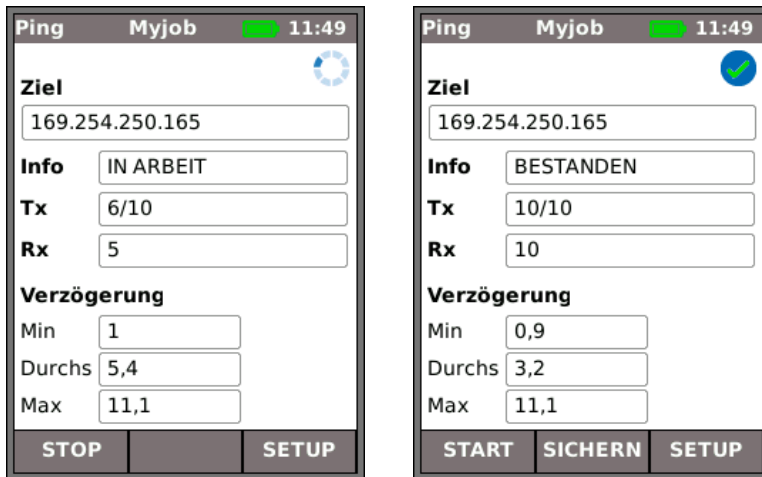 Ping Myjob 11:49
Ziel
169.254.250.165
Info IN ARBEIT
Tx 6/10
Rx 5
Verzögerung
Min 1
Durchs 5,4
Max 11,1
STOP SETUP
Ping Myjob 11:49
Ziel
169.254.250.165
Info BESTANDEN
Tx 10/10
Rx 10
Verzögerung
Min 0,9
Durchs 3,2
Max 11,1
START SICHERN SETUP